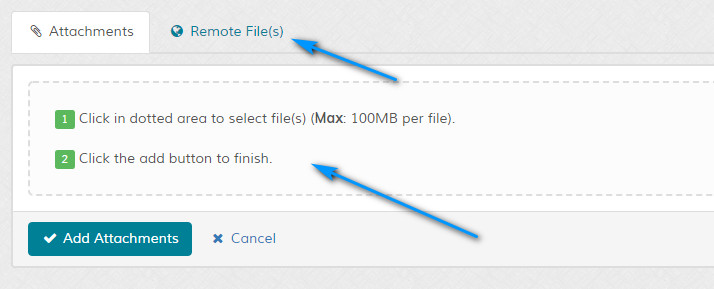 Attachments
Remote File(s)
1 Click in dotted area to select file(s) (Max: 100MB per file).
2 Click the add button to finish.
Add Attachments
Cancel